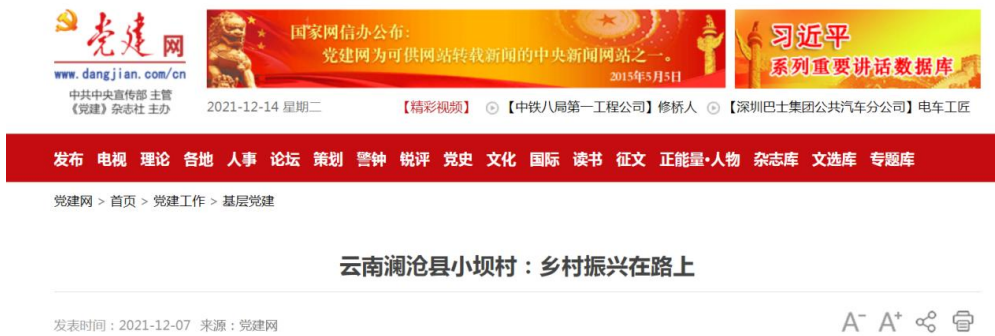 党建网
www.dangjian.com/cn
中共中央宣传部 主管
《党建》杂志社 主办
国家网信办公布：
党建网为可供网站转载新闻的中央新闻网站之一。
2015年5月5日
习近平
系列重要讲话数据库
2021-12-14 星期二
【精彩视频】 【中铁八局第一工程公司】修桥人 【深圳巴士集团公共汽车分公司】电车工匠
发布 电视 理论 各地 人事 论坛 策划 警钟 锐评 党史 文化 国际 读书 征文 正能量·人物 杂志库 文选库 专题库
党建网 > 首页 > 党建工作 > 基层党建
云南澜沧县小坝村：乡村振兴在路上
发表时间：2021-12-07 来源：党建网
A- A+